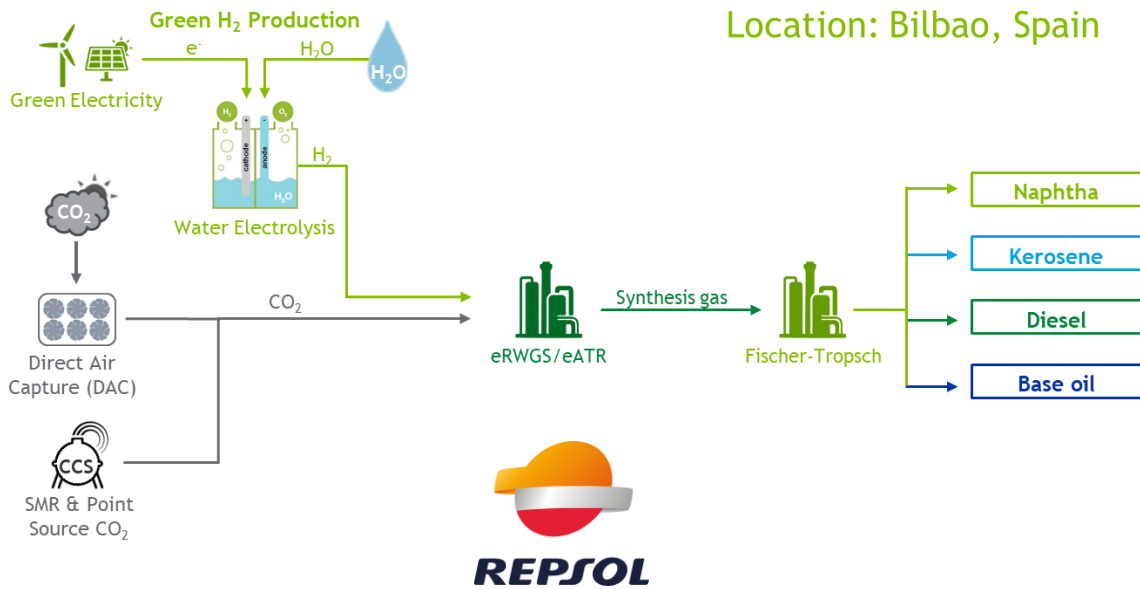 Green H₂ Production
Location: Bilbao, Spain
e⁻
H₂O
H₂O
Green Electricity
H₂
O₂
+
-
cathode
anode
H₂O
H₂
Water Electrolysis
CO₂
Naphtha
Kerosene
CO₂
Synthesis gas
Diesel
Direct Air
Capture (DAC)
eRWGS/eATR
Fischer-Tropsch
Base oil
CCS
SMR & Point
Source CO₂
REPSOL